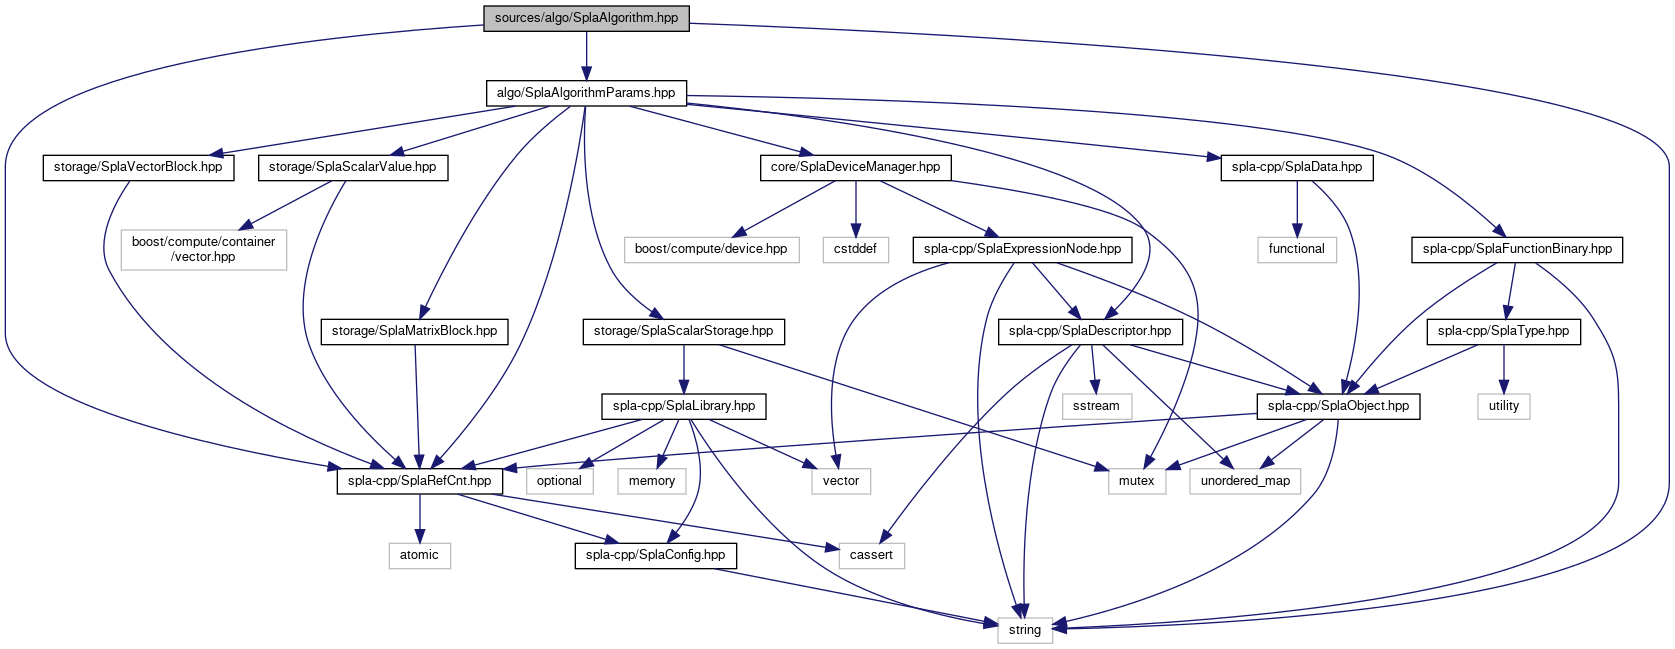 sources/algo/SplaAlgorithm.hpp
algo/SplaAlgorithmParams.hpp
storage/SplaVectorBlock.hpp
storage/SplaScalarValue.hpp
core/SplaDeviceManager.hpp
spla-cpp/SplaData.hpp
boost/compute/container
/vector.hpp
boost/compute/device.hpp
cstddef
spla-cpp/SplaExpressionNode.hpp
functional
spla-cpp/SplaFunctionBinary.hpp
storage/SplaMatrixBlock.hpp
storage/SplaScalarStorage.hpp
spla-cpp/SplaDescriptor.hpp
spla-cpp/SplaType.hpp
spla-cpp/SplaLibrary.hpp
sstream
spla-cpp/SplaObject.hpp
utility
spla-cpp/SplaRefCnt.hpp
optional
memory
vector
mutex
unordered_map
atomic
spla-cpp/SplaConfig.hpp
cassert
string